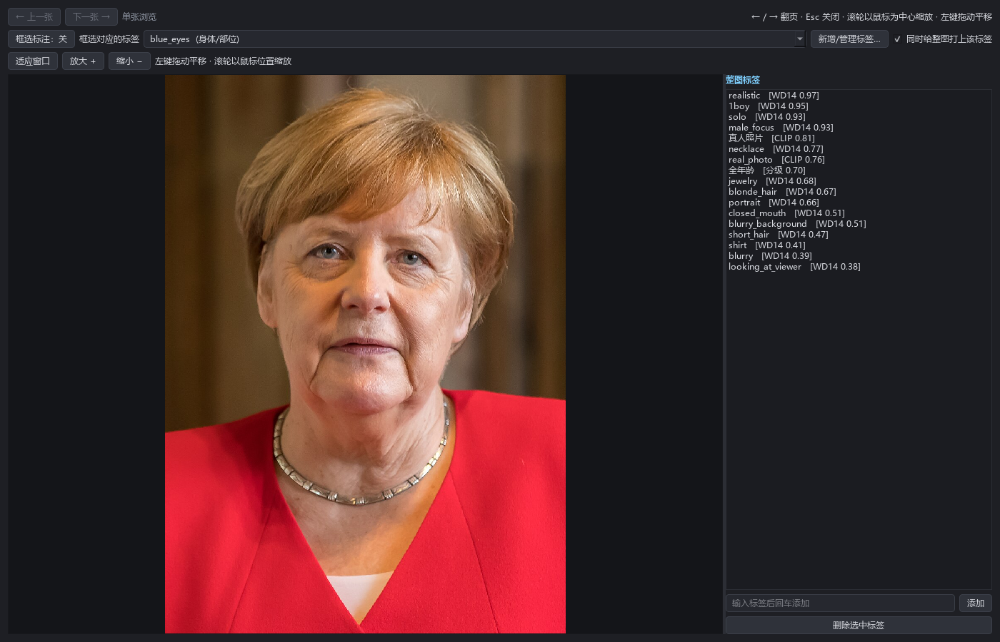 ← 上一张 下一张 → 单张浏览 ← / → 翻页 · Esc 关闭 · 滚轮以鼠标为中心缩放 · 左键拖动平移
框选标注: 关 框选对应的标签 blue_eyes (身体/部位) 新增/管理标签... ✓ 同时给整图打上该标签
适应窗口 放大 + 缩小 − 左键拖动平移 · 滚轮以鼠标位置缩放
整图标签
realistic [WD14 0.97]
1boy [WD14 0.95]
solo [WD14 0.93]
male_focus [WD14 0.93]
真人照片 [CLIP 0.81]
necklace [WD14 0.77]
real_photo [CLIP 0.76]
全年龄 [分级 0.70]
jewelry [WD14 0.68]
blonde_hair [WD14 0.67]
portrait [WD14 0.66]
closed_mouth [WD14 0.51]
blurry_background [WD14 0.51]
short_hair [WD14 0.47]
shirt [WD14 0.41]
blurry [WD14 0.39]
looking_at_viewer [WD14 0.38]
输入标签后回车添加 添加
删除选中标签